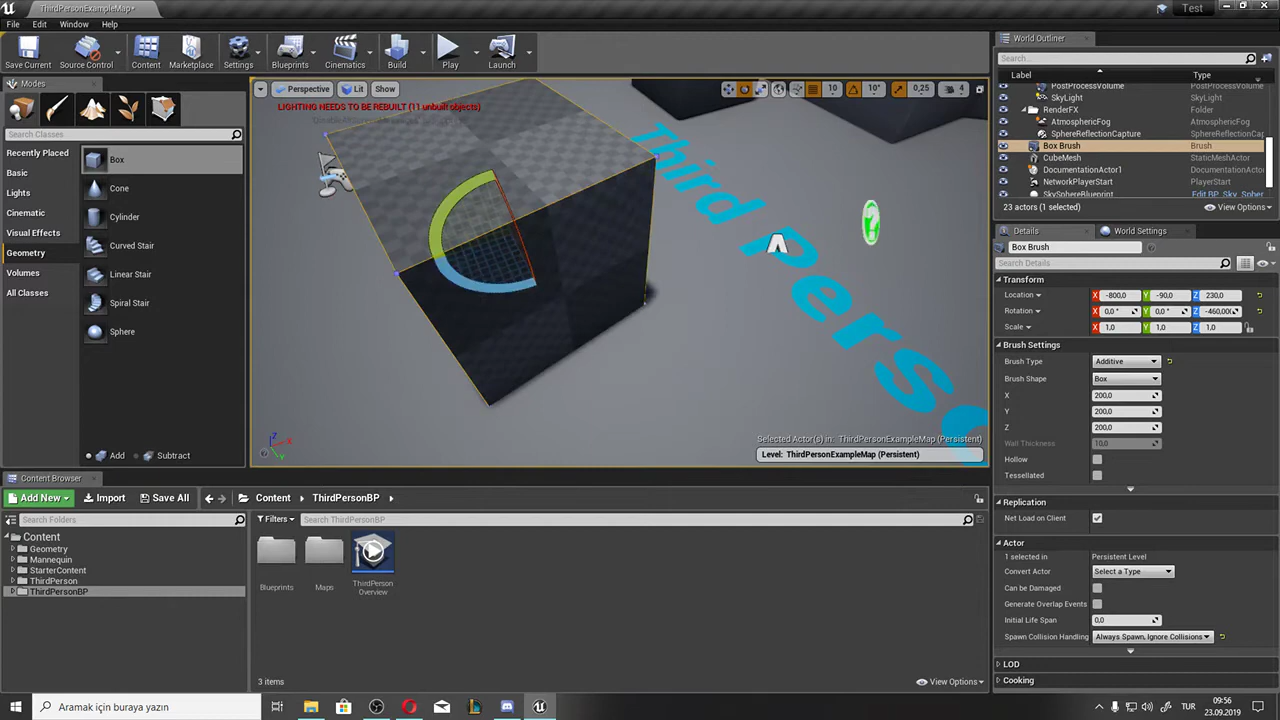 ThirdPersonExampleMap*
Test
File Edit Window Help
Save Current Source Control Content Marketplace Settings Blueprints Cinematics Build Play Launch
Modes
Search Classes
Recently Placed
Basic
Lights
Cinematic
Visual Effects
Geometry
Volumes
All Classes
Box
Cone
Cylinder
Curved Stair
Linear Stair
Spiral Stair
Sphere
Add Subtract
Perspective Lit Show
10 10° 0,25 4
LIGHTING NEEDS TO BE REBUILT (11 unbuilt objects)
Third Perso
Selected Actor(s) in: ThirdPersonExampleMap (Persistent)
Level: ThirdPersonExampleMap (Persistent)
World Outliner
Search...
Label Type
PostProcessVolume PostProcessVolume
SkyLight SkyLight
RenderFX Folder
AtmosphericFog AtmosphericFog
SphereReflectionCapture SphereReflectionCap
Box Brush Brush
CubeMesh StaticMeshActor
DocumentationActor1 DocumentationActor
NetworkPlayerStart PlayerStart
SkySphereBlueprint Edit BP_Sky_Spher
23 actors (1 selected) View Options
Details World Settings
Box Brush
Search Details
Transform
Location X -800,0 Y -90,0 Z 230,0
Rotation X 0,0 ° Y 0,0 ° Z -460,00
Scale X 1,0 Y 1,0 Z 1,0
Brush Settings
Brush Type Additive
Brush Shape Box
X 200,0
Y 200,0
Z 200,0
Wall Thickness 10,0
Hollow
Tessellated
Replication
Net Load on Client
Actor
1 selected in Persistent Level
Convert Actor Select a Type
Can be Damaged
Generate Overlap Events
Initial Life Span 0,0
Spawn Collision Handling Always Spawn, Ignore Collisions
LOD
Cooking
Content Browser
Add New Import Save All Content ThirdPersonBP
Search Folders
Filters Search ThirdPersonBP
Content
Geometry
Mannequin
StarterContent
ThirdPerson
ThirdPersonBP
Blueprints Maps ThirdPerson
Overview
3 items View Options
Aramak için buraya yazın
TUR
09:56
23.09.2019